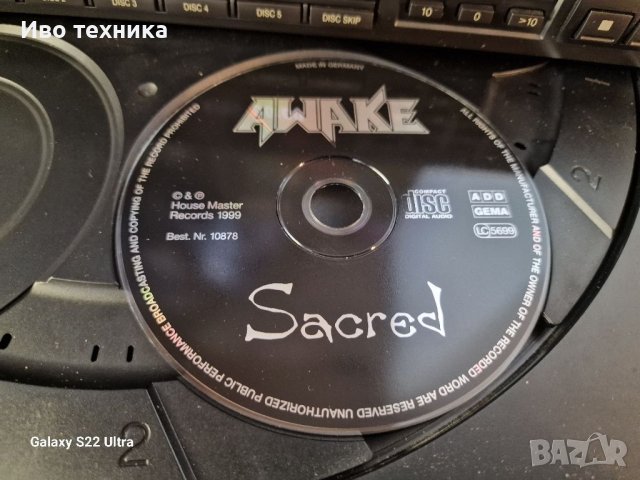 Иво техника
DISC 3
DISC 4
DISC 5
DISC SKIP
10
0
>10
MADE IN GERMANY
AWAKE
ALL RIGHTS OF THE MANUFACTURER AND OF THE OWNER OF THE RECORDED WORD ARE RESERVED UNAUTHORIZED PUBLIC PERFORMANCE BROADCASTING AND COPYING OF THE RECORD PROHIBITED
© & ℗
House Master
Records 1999
Best. Nr. 10878
COMPACT
disc
DIGITAL AUDIO
ADD
GEMA
LC 5699
Sacred
2
2
Galaxy S22 Ultra
BAZAR